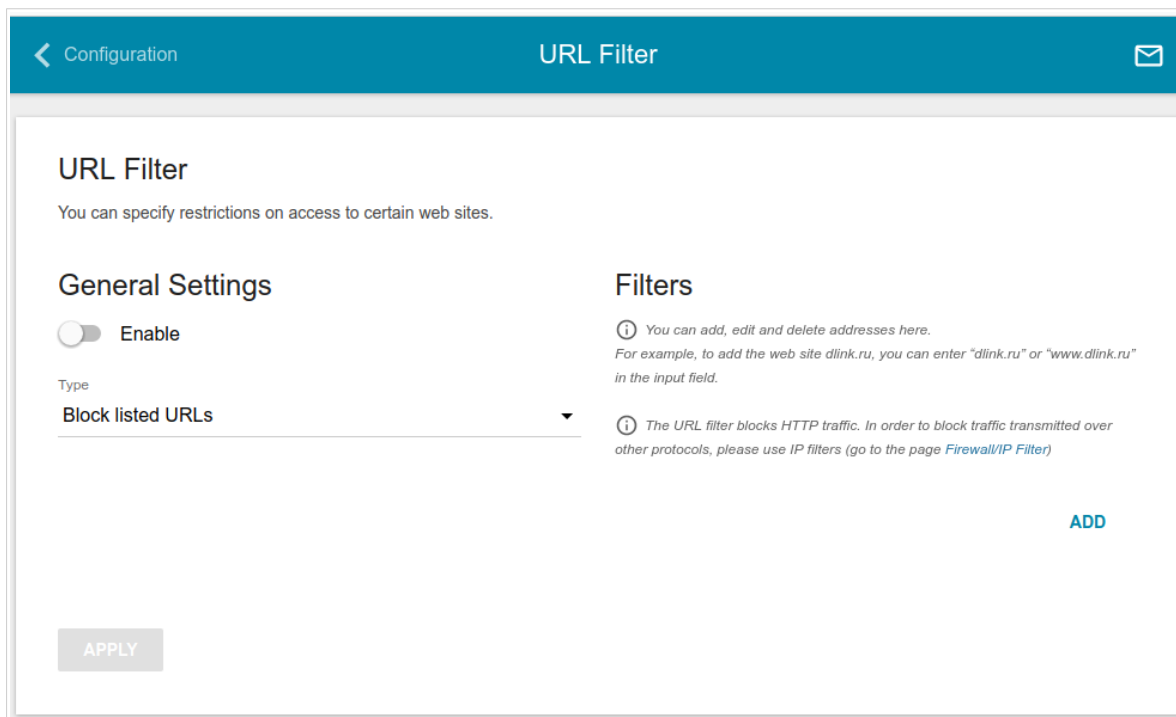 Configuration
URL Filter
URL Filter
You can specify restrictions on access to certain web sites.
General Settings
Enable
Type
Block listed URLs
APPLY
Filters
You can add, edit and delete addresses here.
For example, to add the web site dlink.ru, you can enter “dlink.ru” or “www.dlink.ru”
in the input field.
The URL filter blocks HTTP traffic. In order to block traffic transmitted over
other protocols, please use IP filters (go to the page Firewall/IP Filter)
ADD